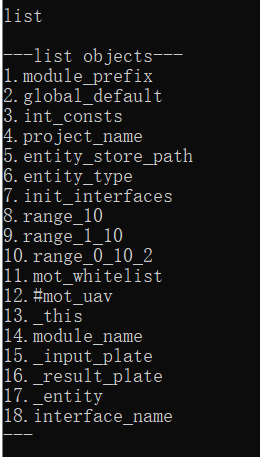 list
---list objects---
1.module_prefix
2.global_default
3.int_consts
4.project_name
5.entity_store_path
6.entity_type
7.init_interfaces
8.range_10
9.range_1_10
10.range_0_10_2
11.mot_whitelist
12.#mot_uav
13._this
14.module_name
15._input_plate
16._result_plate
17._entity
18.interface_name
---